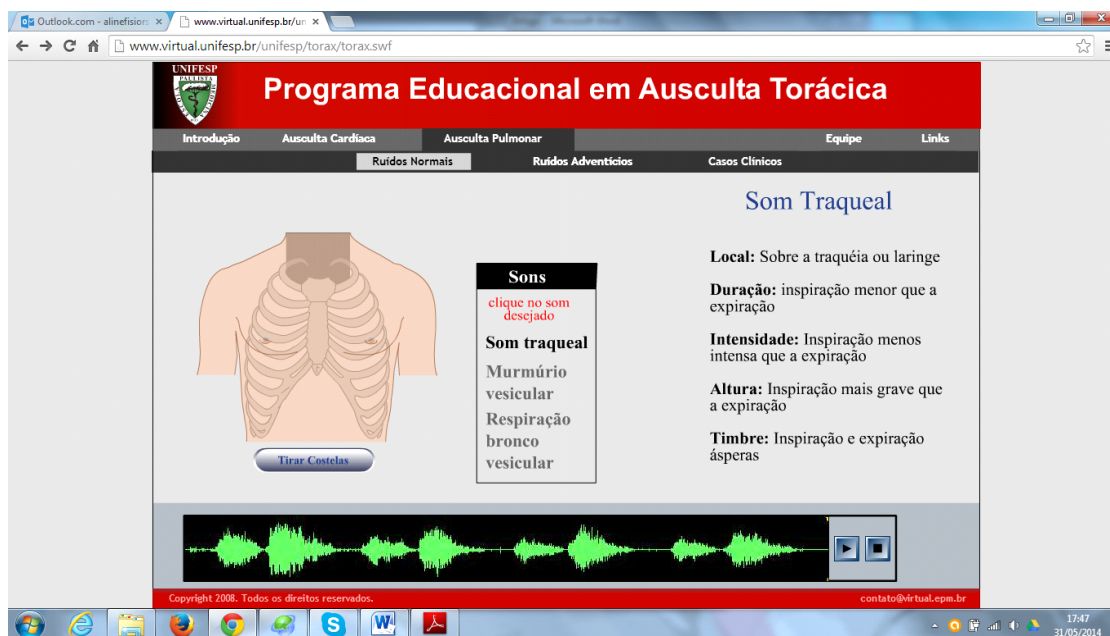 Outlook.com - alinefisiors
www.virtual.unifesp.br/un
www.virtual.unifesp.br/unifesp/torax/torax.swf
UNIFESP
PAULISTA
Programa Educacional em Ausculta Torácica
Introdução Ausculta Cardíaca Ausculta Pulmonar Equipe Links
Ruídos Normais Ruídos Adventícios Casos Clínicos
Som Traqueal
Local: Sobre a traquéia ou laringe
Duração: inspiração menor que a
expiração
Intensidade: Inspiração menos
intensa que a expiração
Altura: Inspiração mais grave que
a expiração
Timbre: Inspiração e expiração
ásperas
Sons
clique no som
desejado
Som traqueal
Murmúrio
vesicular
Respiração
bronco
vesicular
Tirar Costelas
Copyright 2008. Todos os direitos reservados. contato@virtual.epm.br
17:47
31/05/2014